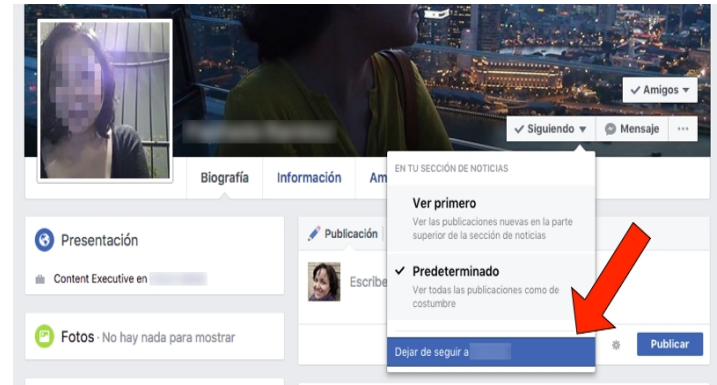 Amigos
Siguiendo
Mensaje
Biografía
Información
Am
EN TU SECCIÓN DE NOTICIAS
Ver primero
Ver las publicaciones nuevas en la parte
superior de la sección de noticias
Predeterminado
Ver todas las publicaciones como de
costumbre
Dejar de seguir a
Presentación
Content Executive en
Fotos · No hay nada para mostrar
Publicación
Escribe
Publicar